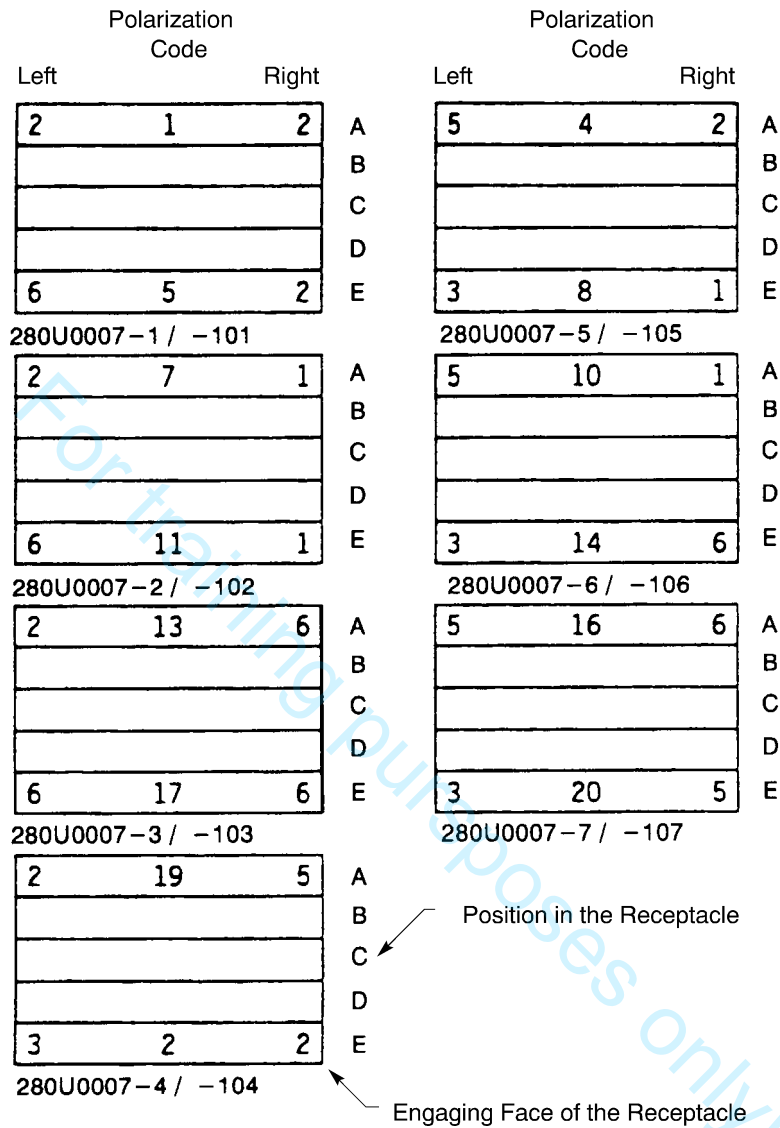 Polarization
Code
Left Right
2 1 2 A
B
C
D
6 5 2 E
280U0007-1 / -101
2 7 1 A
B
C
D
6 11 1 E
280U0007-2 / -102
2 13 6 A
B
C
D
6 17 6 E
280U0007-3 / -103
2 19 5 A
B
C
D
3 2 2 E
280U0007-4 / -104
Polarization
Code
Left Right
5 4 2 A
B
C
D
3 8 1 E
280U0007-5 / -105
5 10 1 A
B
C
D
3 14 6 E
280U0007-6 / -106
5 16 6 A
B
C
D
3 20 5 E
280U0007-7 / -107
Position in the Receptacle
Engaging Face of the Receptacle
For training pursposes only